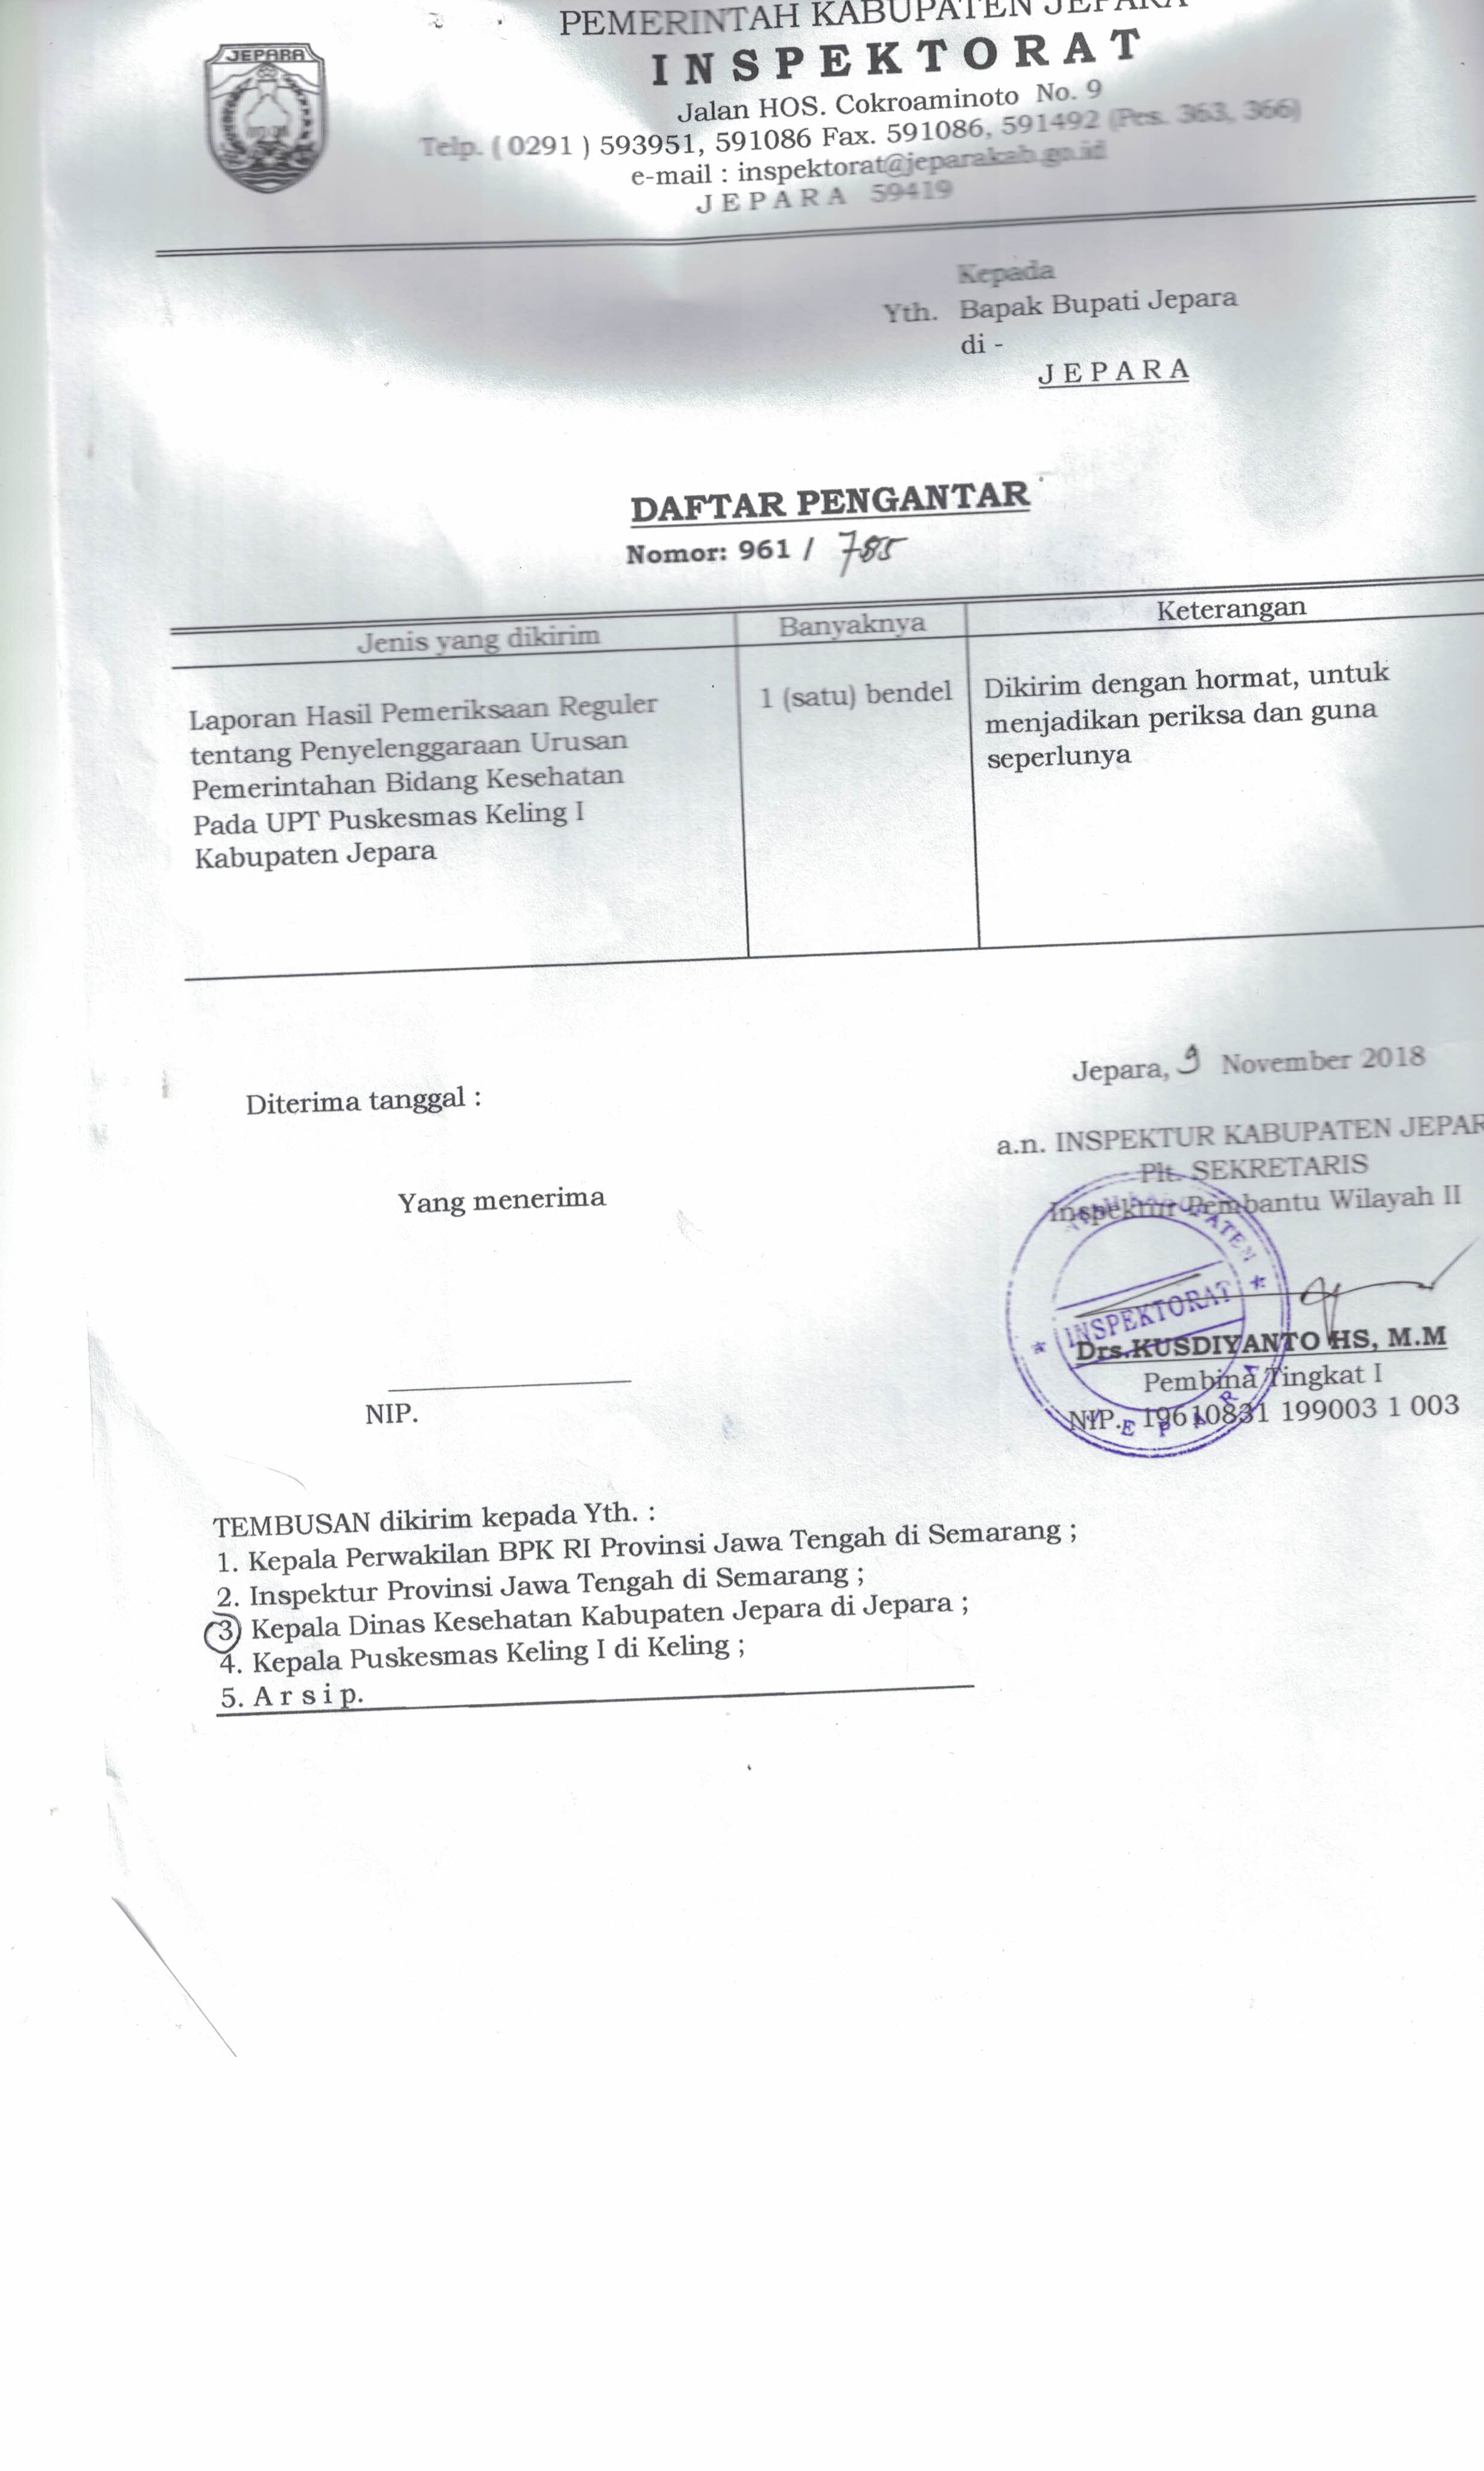 PEMERINTAH KABUPATEN JEPARA
INSPEKTORAT
Jalan HOS. Cokroaminoto No. 9
Telp. ( 0291 ) 593951, 591086 Fax. 591086, 591492 (Pes. 363, 366)
e-mail : inspektorat@jeparakab.go.id
JEPARA 59419
JEPARA
Kepada
Yth. Bapak Bupati Jepara
di -
JEPARA
DAFTAR PENGANTAR
Nomor: 961 / 785
Jenis yang dikirim Banyaknya Keterangan
Laporan Hasil Pemeriksaan Reguler 1 (satu) bendel Dikirim dengan hormat, untuk
tentang Penyelenggaraan Urusan menjadikan periksa dan guna
Pemerintahan Bidang Kesehatan seperlunya
Pada UPT Puskesmas Keling I
Kabupaten Jepara
Jepara, 9 November 2018
Diterima tanggal :
a.n. INSPEKTUR KABUPATEN JEPAR
Plt. SEKRETARIS
Yang menerima Inspektur Pembantu Wilayah II
INSPEKTORAT
Drs.KUSDIYANTO HS, M.M
Pembina Tingkat I
NIP. NIP. 19610831 199003 1 003
TEMBUSAN dikirim kepada Yth. :
1. Kepala Perwakilan BPK RI Provinsi Jawa Tengah di Semarang ;
2. Inspektur Provinsi Jawa Tengah di Semarang ;
3. Kepala Dinas Kesehatan Kabupaten Jepara di Jepara ;
4. Kepala Puskesmas Keling I di Keling ;
5. A r s i p.